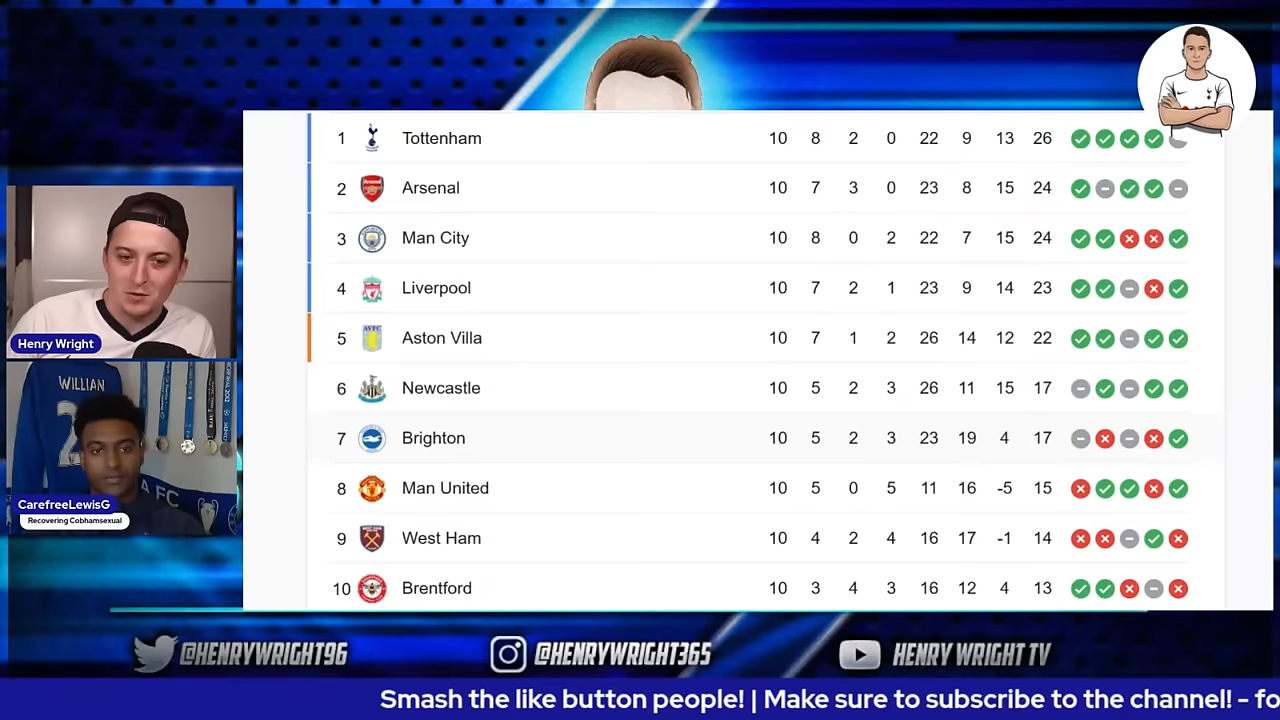 1 Tottenham 10 8 2 0 22 9 13 26
2 Arsenal 10 7 3 0 23 8 15 24
3 Man City 10 8 0 2 22 7 15 24
4 Liverpool 10 7 2 1 23 9 14 23
5 Aston Villa 10 7 1 2 26 14 12 22
6 Newcastle 10 5 2 3 26 11 15 17
7 Brighton 10 5 2 3 23 19 4 17
8 Man United 10 5 0 5 11 16 -5 15
9 West Ham 10 4 2 4 16 17 -1 14
10 Brentford 10 3 4 3 16 12 4 13
Henry Wright
WILLIAN
2
A FC
CarefreeLewisG
Recovering Cobhamsexual
@HENRYWRIGHT96
@HENRYWRIGHT365
HENRY WRIGHT TV
Smash the like button people! | Make sure to subscribe to the channel! - fo